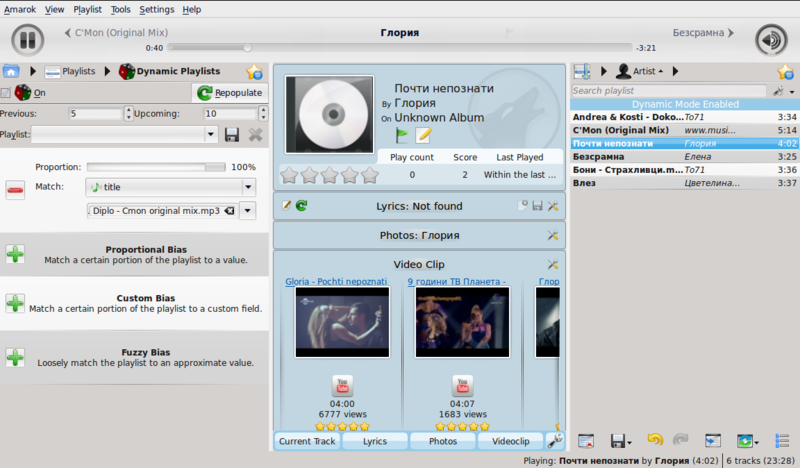 Amarok View Playlist Tools Settings Help
C'Mon (Original Mix) Глория Безсрамна
0:40 -3:21
Playlists Dynamic Playlists
On Repopulate
Previous: 5 Upcoming: 10
Playlist:
Proportion: 100%
Match: title
Diplo - Cmon original mix.mp3
Proportional Bias
Match a certain portion of the playlist to a value.
Custom Bias
Match a certain portion of the playlist to a custom field.
Fuzzy Bias
Loosely match the playlist to an approximate value.
Почти непознати
By Глория
On Unknown Album
Play count Score Last Played
0 2 Within the last ...
Lyrics: Not found
Photos: Глория
Video Clip
Gloria - Pochti nepoznati 9 години ТВ Планета - Глор
You Tube You Tube
04:00 04:07
6777 views 1683 views
Current Track Lyrics Photos Videoclip
Artist
Search playlist
Dynamic Mode Enabled
Andrea & Kosti - Doko... To71 3:34
C'Mon (Original Mix) www.musi... 5:14
Почти непознати Глория 4:02
Безсрамна Елена 3:25
Бони - Страхливци.m... To71 3:36
Влез Цветелина... 3:37
Playing: Почти непознати by Глория (4:02) 6 tracks (23:28)